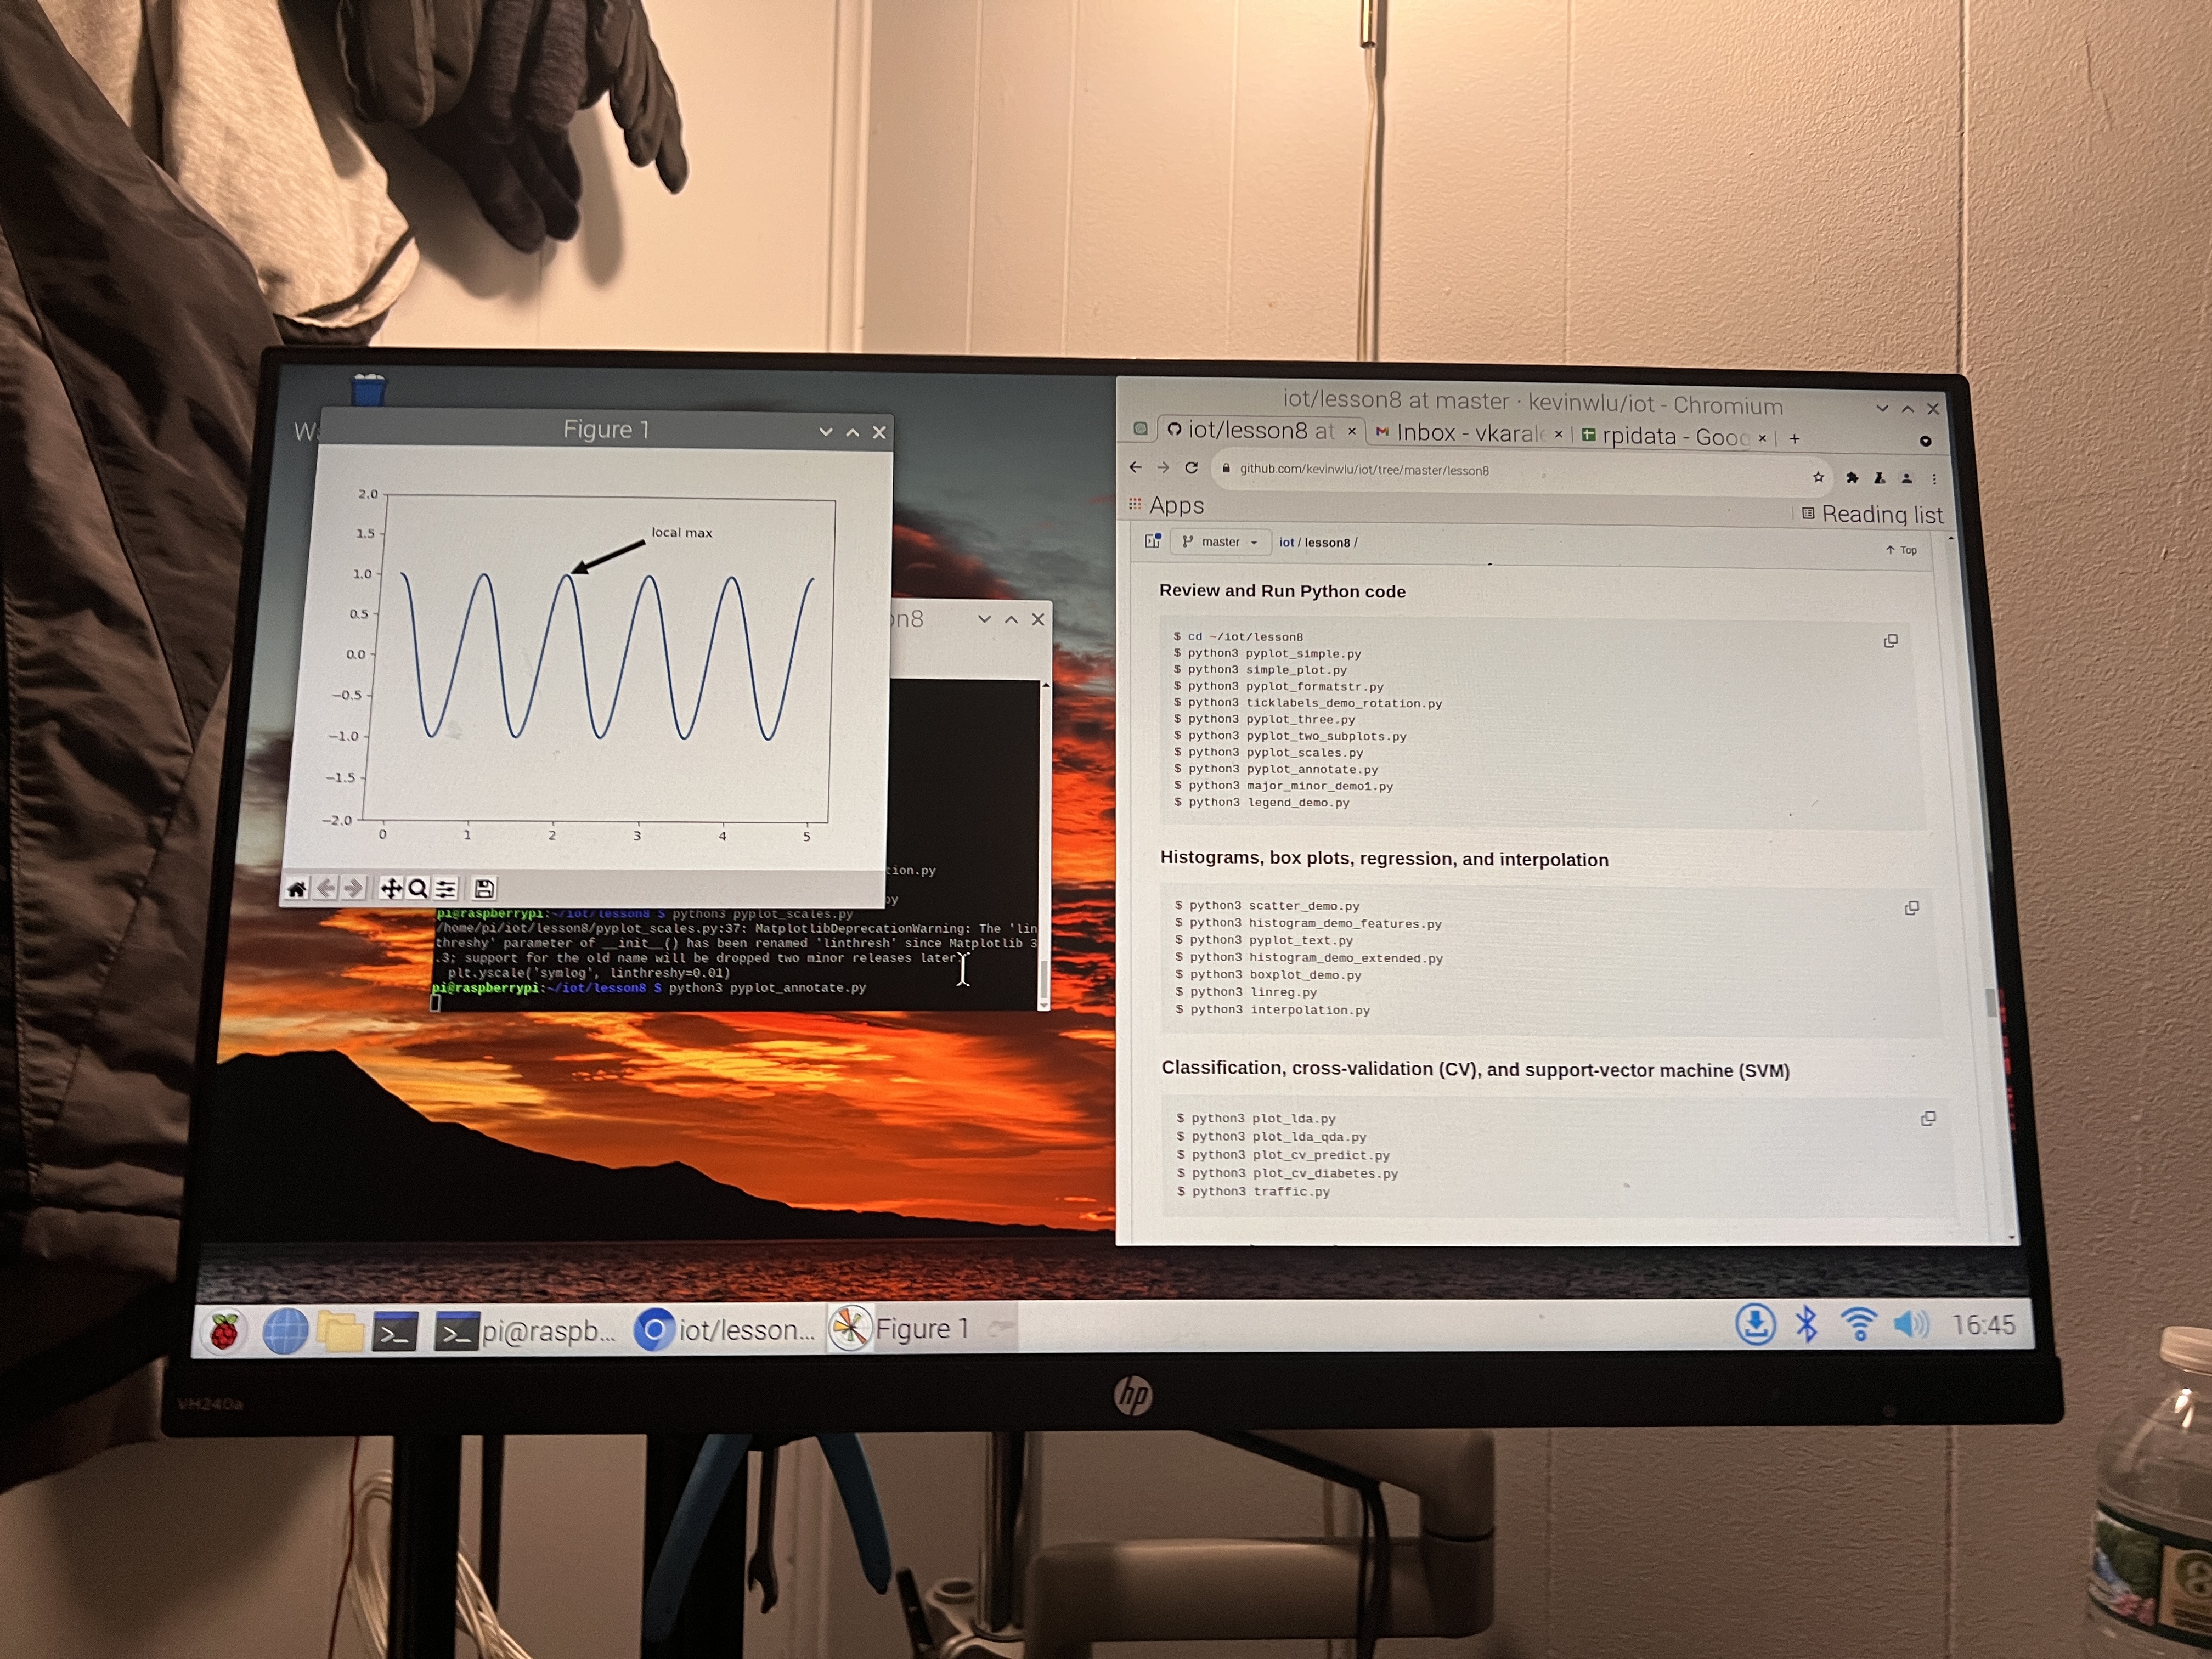 Figure 1
2.0
1.5
1.0
0.5
0.0
−0.5
−1.0
−1.5
−2.0
0 1 2 3 4 5
local max
pi@raspberrypi:~/iot/lesson8 $ python3 pyplot_scales.py
/home/pi/iot/lesson8/pyplot_scales.py:37: MatplotlibDeprecationWarning: The 'lin
threshy' parameter of __init__() has been renamed 'linthresh' since Matplotlib 3
.3; support for the old name will be dropped two minor releases later.
plt.yscale('symlog', linthreshy=0.01)
pi@raspberrypi:~/iot/lesson8 $ python3 pyplot_annotate.py
iot/lesson8 at master · kevinwlu/iot - Chromium
iot/lesson8 at
Inbox - vkaral
rpidata - Goo
github.com/kevinwlu/iot/tree/master/lesson8
Apps
Reading list
master
iot / lesson8 /
Top
Review and Run Python code
$ cd ~/iot/lesson8
$ python3 pyplot_simple.py
$ python3 simple_plot.py
$ python3 pyplot_formatstr.py
$ python3 ticklabels_demo_rotation.py
$ python3 pyplot_three.py
$ python3 pyplot_two_subplots.py
$ python3 pyplot_scales.py
$ python3 pyplot_annotate.py
$ python3 major_minor_demo1.py
$ python3 legend_demo.py
Histograms, box plots, regression, and interpolation
$ python3 scatter_demo.py
$ python3 histogram_demo_features.py
$ python3 pyplot_text.py
$ python3 histogram_demo_extended.py
$ python3 boxplot_demo.py
$ python3 linreg.py
$ python3 interpolation.py
Classification, cross-validation (CV), and support-vector machine (SVM)
$ python3 plot_lda.py
$ python3 plot_lda_qda.py
$ python3 plot_cv_predict.py
$ python3 plot_cv_diabetes.py
$ python3 traffic.py
pi@raspb...
iot/lesson...
Figure 1
16:45
VH240a
hp